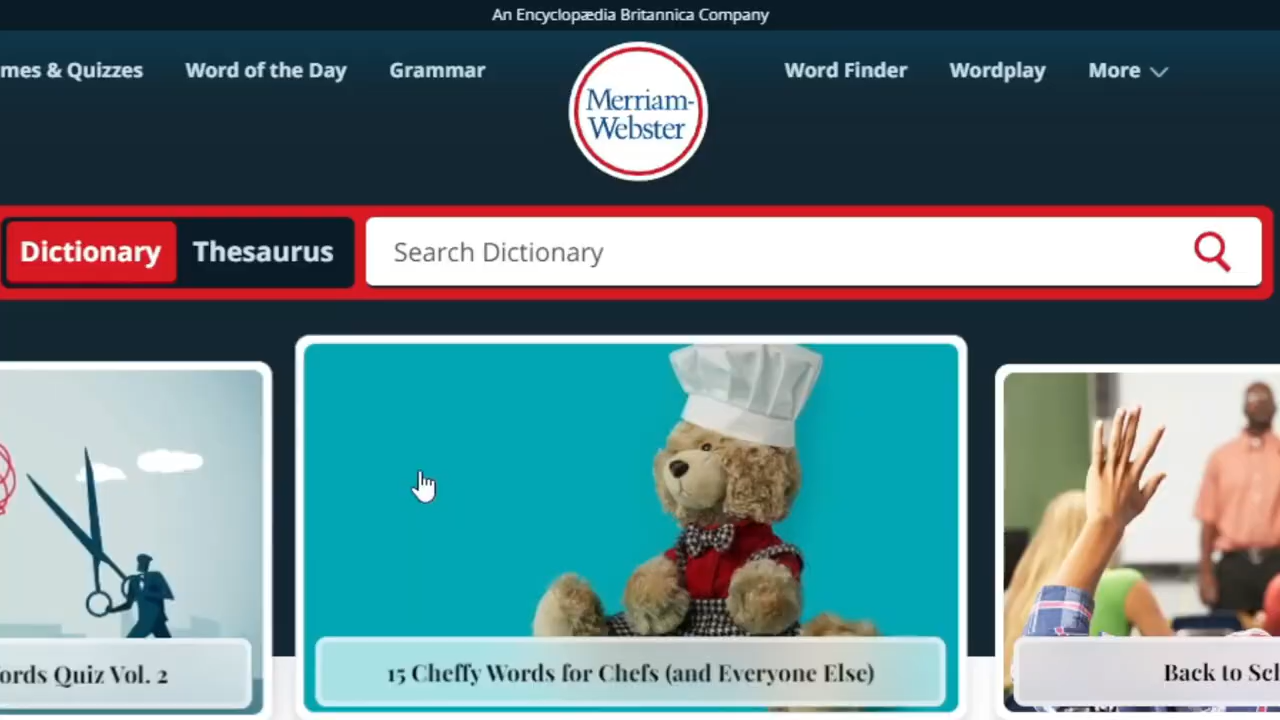 An Encyclopædia Britannica Company
mes & Quizzes
Word of the Day
Grammar
Merriam-
Webster
Word Finder
Wordplay
More
Dictionary
Thesaurus
Search Dictionary
ords Quiz Vol. 2
15 Cheffy Words for Chefs (and Everyone Else)
Back to Scl